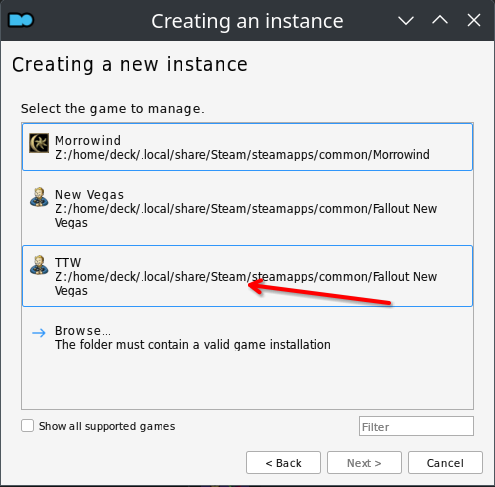 Creating an instance
Creating a new instance
Select the game to manage.
Morrowind
Z:/home/deck/.local/share/Steam/steamapps/common/Morrowind
New Vegas
Z:/home/deck/.local/share/Steam/steamapps/common/Fallout New
Vegas
TTW
Z:/home/deck/.local/share/Steam/steamapps/common/Fallout New
Vegas
Browse...
The folder must contain a valid game installation
Show all supported games
Filter
< Back
Next >
Cancel